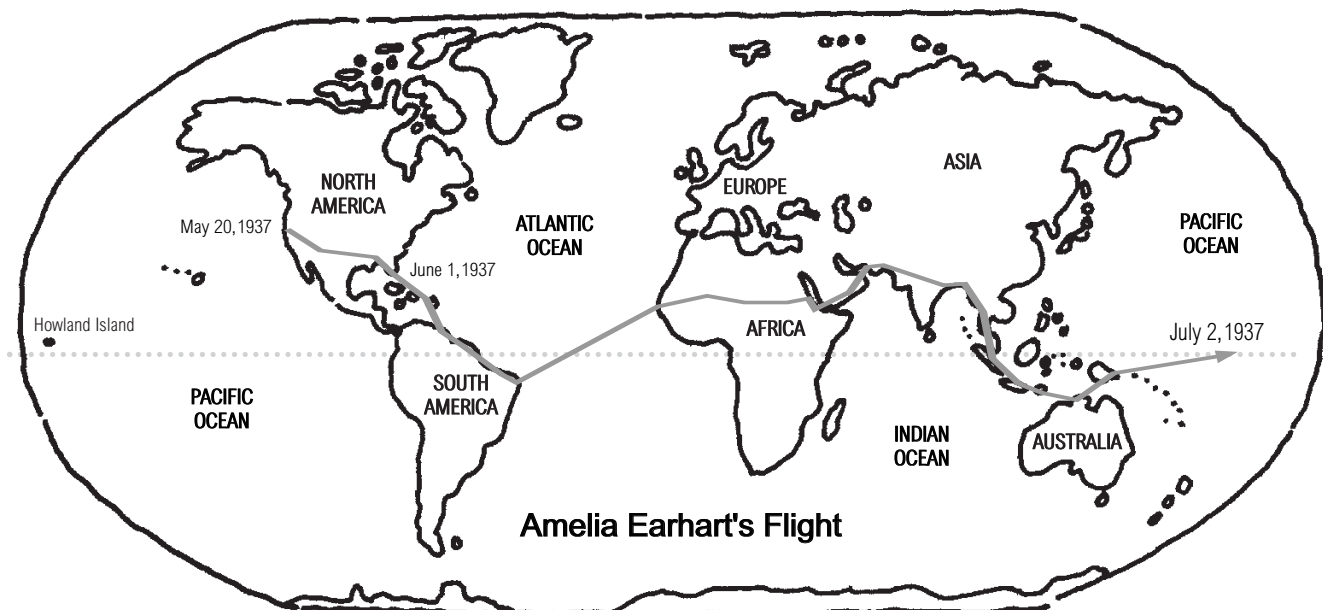 NORTH
AMERICA
ASIA
EUROPE
May 20,1937
ATLANTIC
OCEAN
PACIFIC
OCEAN
June 1,1937
Howland Island
AFRICA
July 2,1937
SOUTH
AMERICA
PACIFIC
OCEAN
INDIAN
OCEAN
AUSTRALIA
Amelia Earhart's Flight